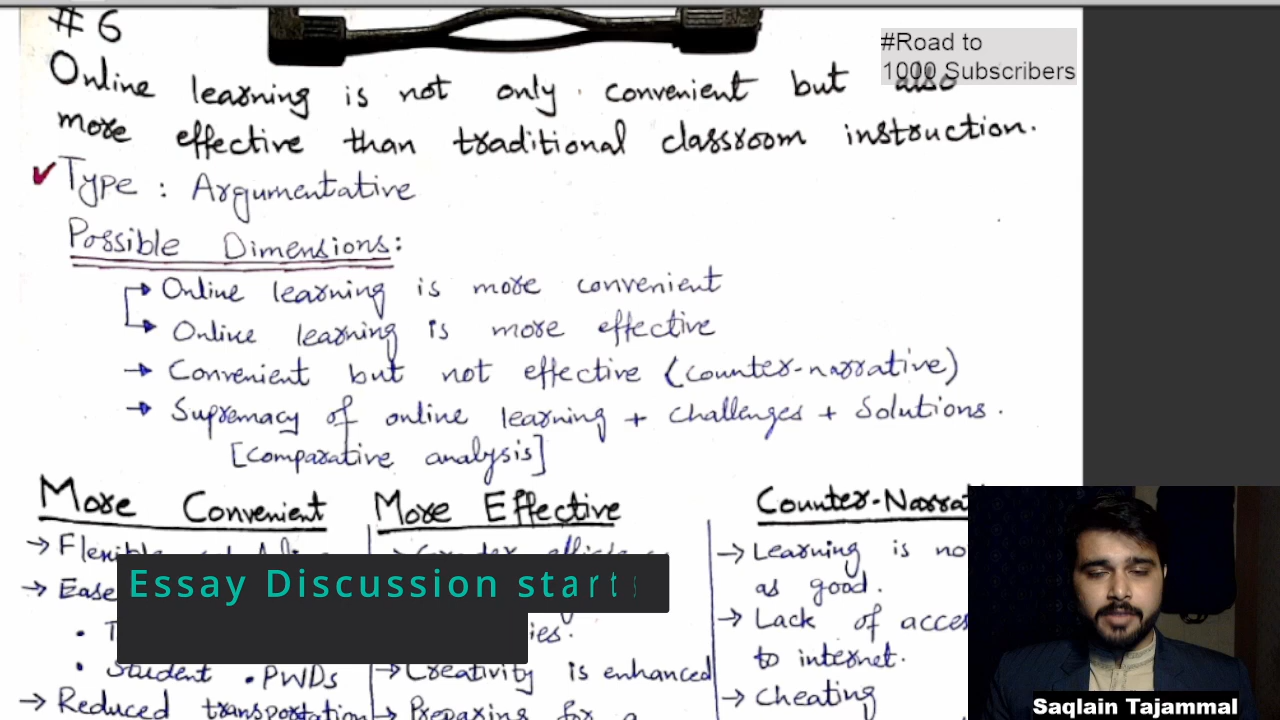 # 6
#Road to
1000 Subscribers
Online learning is not only convenient but also
more effective than traditional classroom instruction.
Type : Argumentative
Possible Dimensions:
Online learning is more convenient
Online learning is more effective
Convenient but not effective (counter-narrative)
Supremacy of online learning + challenges + Solutions.
[Comparative analysis]
More Convenient
More Effective
Flexible
Ease
Student • PWDs
Reduced transportation
Essay Discussion starts
Creativity is enhanced
Preparing for a
Learning is no
as good.
Lack of acces
to internet.
Cheating
Saqlain Tajammal